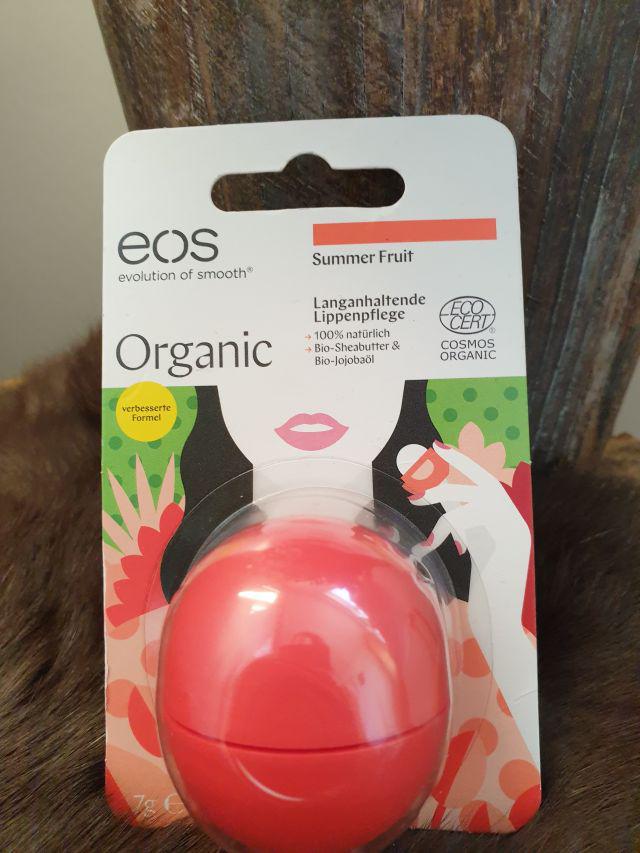 eos
evolution of smooth®
Organic
verbesserte
Formel
Summer Fruit
Langanhaltende
Lippenpflege
→ 100% natürlich
→ Bio-Sheabutter &
Bio-Jojobaöl
ECO
CERT®
COSMOS
ORGANIC
7g ℮